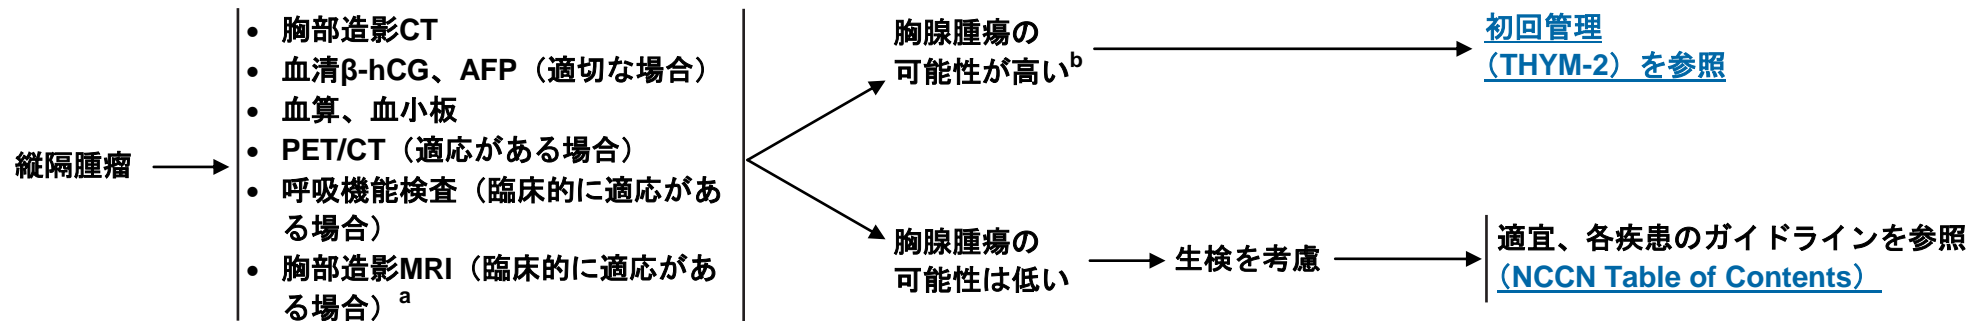 縦隔腫瘤
• 胸部造影CT
• 血清β-hCG、AFP（適切な場合）
• 血算、血小板
• PET/CT（適応がある場合）
• 呼吸機能検査（臨床的に適応があ
る場合）
• 胸部造影MRI（臨床的に適応があ
る場合）a
胸腺腫瘍の
可能性が高いb
初回管理
（THYM-2）を参照
胸腺腫瘍の
可能性は低い
生検を考慮
適宜、各疾患のガイドラインを参照
（NCCN Table of Contents）